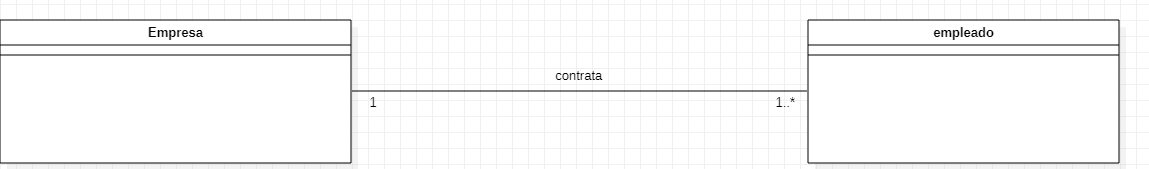 Empresa
empleado
contrata
1
1..*